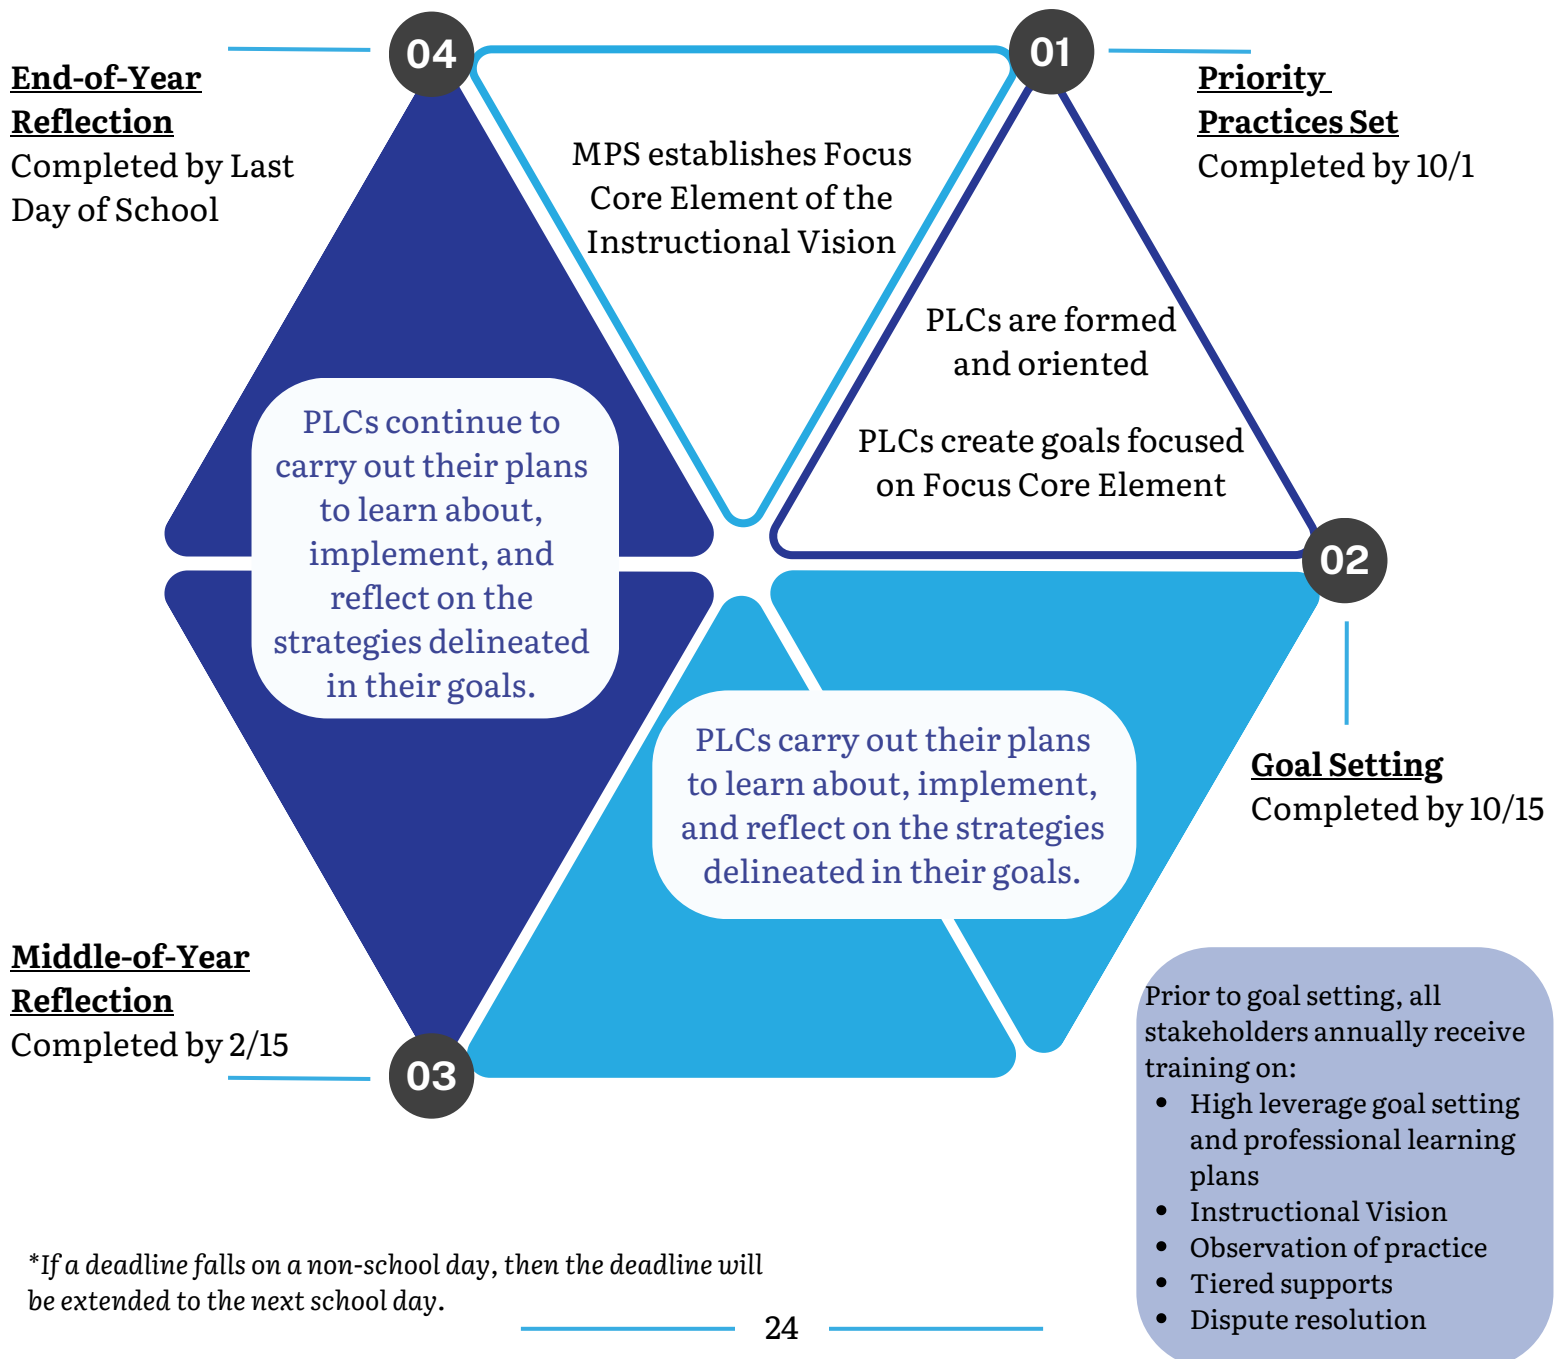 04
End-of-Year
Reflection
Completed by Last
Day of School
MPS establishes Focus
Core Element of the
Instructional Vision
01
Priority
Practices Set
Completed by 10/1
PLCs are formed
and oriented
PLCs create goals focused
on Focus Core Element
02
Goal Setting
Completed by 10/15
PLCs continue to
carry out their plans
to learn about,
implement, and
reflect on the
strategies delineated
in their goals.
PLCs carry out their plans
to learn about, implement,
and reflect on the strategies
delineated in their goals.
Middle-of-Year
Reflection
Completed by 2/15
03
Prior to goal setting, all
stakeholders annually receive
training on:
• High leverage goal setting
and professional learning
plans
• Instructional Vision
• Observation of practice
• Tiered supports
• Dispute resolution
*If a deadline falls on a non-school day, then the deadline will
be extended to the next school day.
24